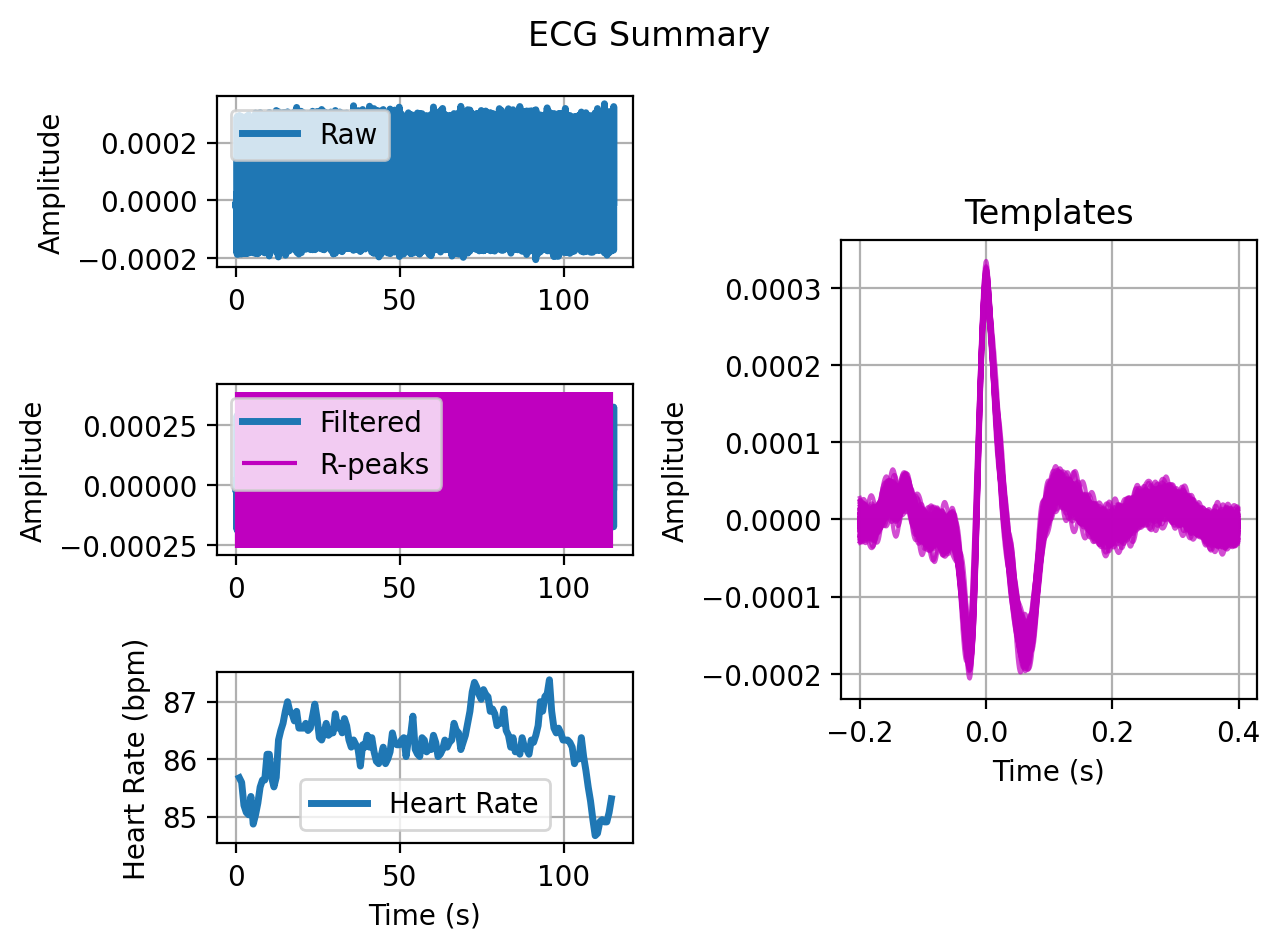 ECG Summary
Amplitude
0.0002
0.0000
−0.0002
Raw
0
50
100
Amplitude
0.00025
0.00000
−0.00025
Filtered
R-peaks
0
50
100
Heart Rate (bpm)
87
86
85
Heart Rate
0
50
100
Time (s)
Templates
Amplitude
0.0003
0.0002
0.0001
0.0000
−0.0001
−0.0002
−0.2
0.0
0.2
0.4
Time (s)